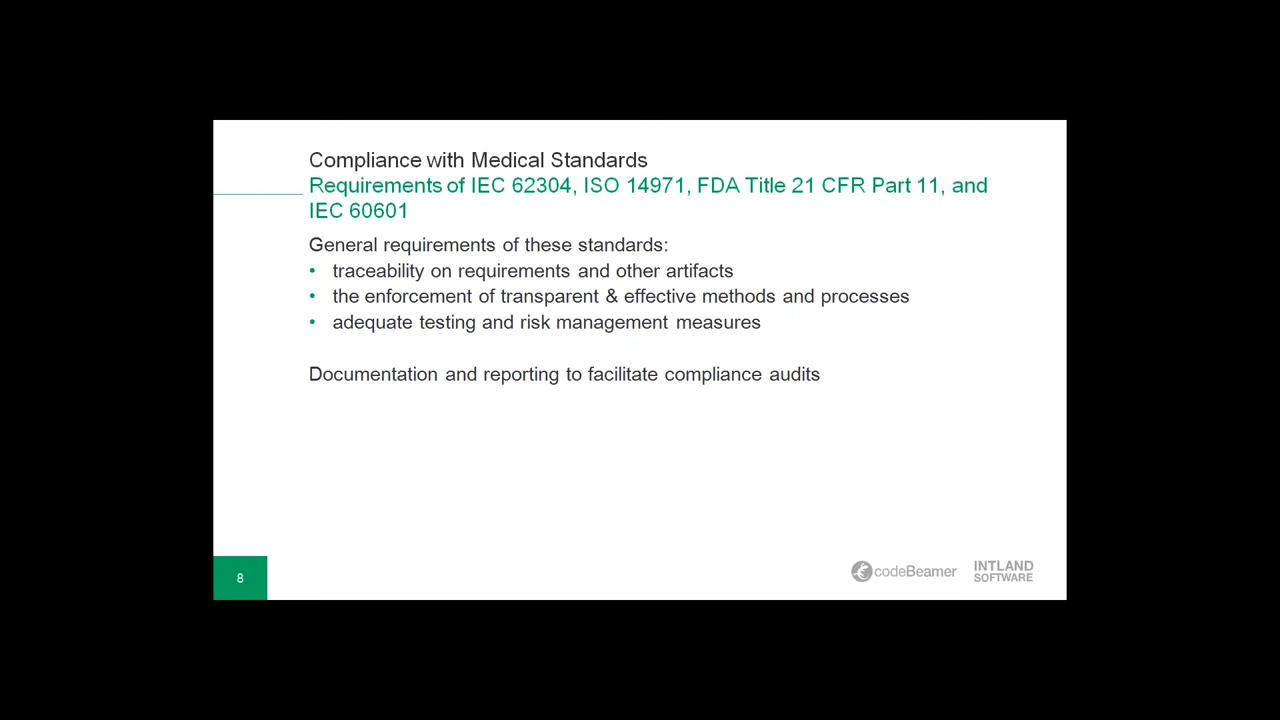 Compliance with Medical Standards
Requirements of IEC 62304, ISO 14971, FDA Title 21 CFR Part 11, and
IEC 60601
General requirements of these standards:
• traceability on requirements and other artifacts
• the enforcement of transparent & effective methods and processes
• adequate testing and risk management measures
Documentation and reporting to facilitate compliance audits
8
codeBeamer
INTLAND
SOFTWARE